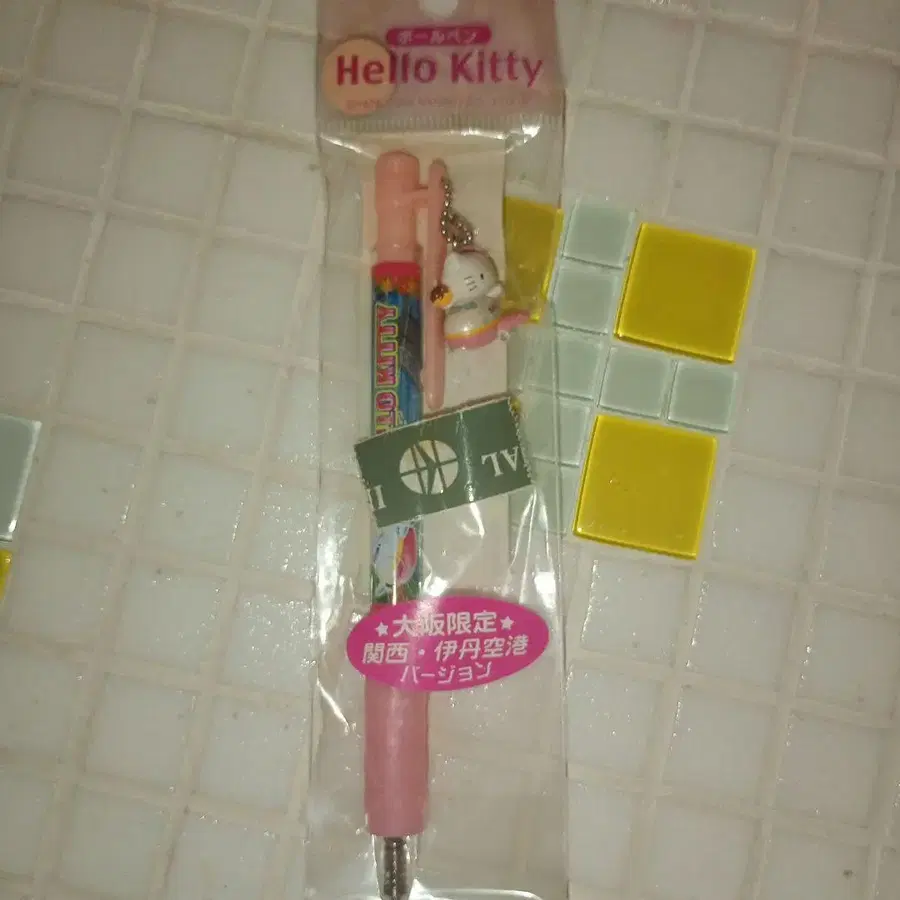 ボールペン
Hello Kitty
HELLO KITTY
AL
★大阪限定★
関西・伊丹空港
バージョン